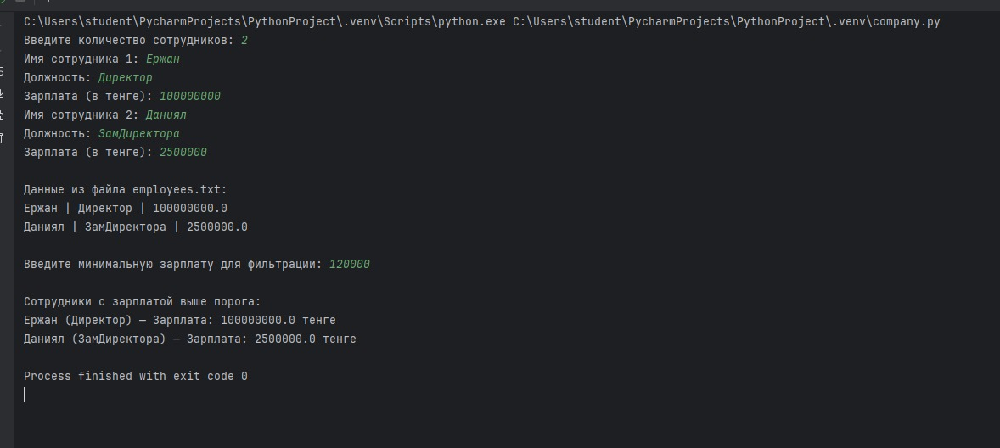 C:\Users\student\PycharmProjects\PythonProject\.venv\Scripts\python.exe C:\Users\student\PycharmProjects\PythonProject\.venv\company.py
Введите количество сотрудников: 2
Имя сотрудника 1: Ержан
Должность: Директор
Зарплата (в тенге): 100000000
Имя сотрудника 2: Даниял
Должность: ЗамДиректора
Зарплата (в тенге): 2500000
Данные из файла employees.txt:
Ержан | Директор | 100000000.0
Даниял | ЗамДиректора | 2500000.0
Введите минимальную зарплату для фильтрации: 120000
Сотрудники с зарплатой выше порога:
Ержан (Директор) — Зарплата: 100000000.0 тенге
Даниял (ЗамДиректора) — Зарплата: 2500000.0 тенге
Process finished with exit code 0